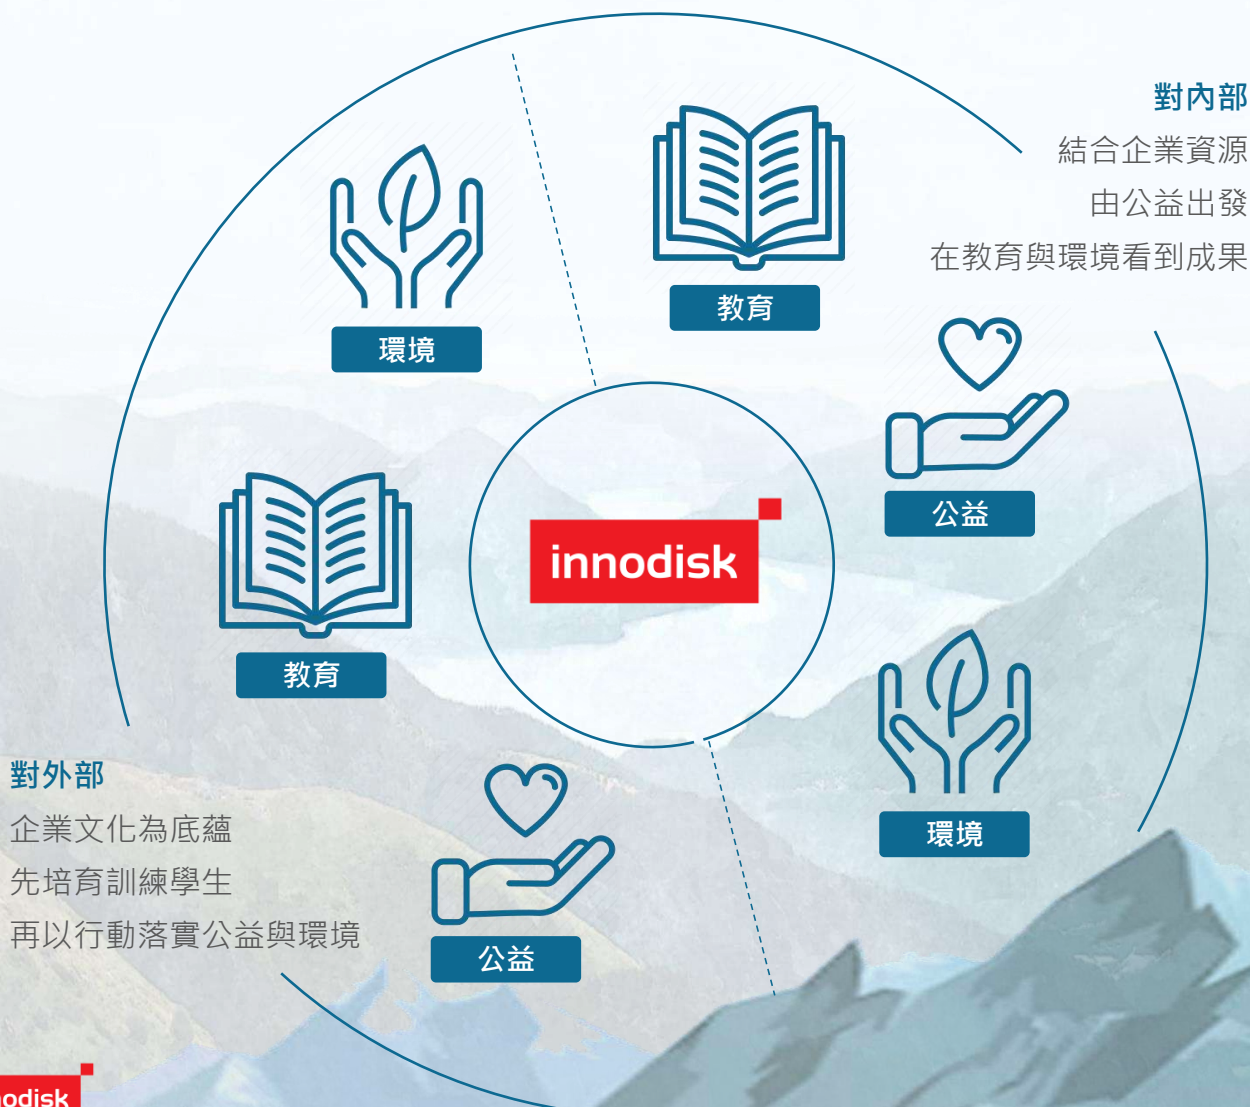 對內部
結合企業資源
由公益出發
在教育與環境看到成果
教育
環境
公益
innodisk
教育
環境
對外部
企業文化為底蘊
先培育訓練學生
再以行動落實公益與環境
公益
nodisk